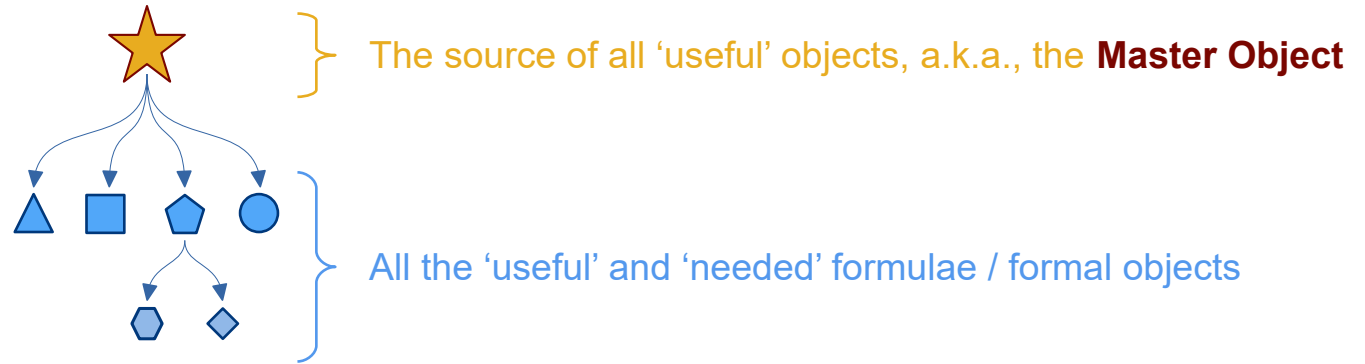 The source of all ‘useful’ objects, a.k.a., the Master Object
All the ‘useful’ and ‘needed’ formulae / formal objects